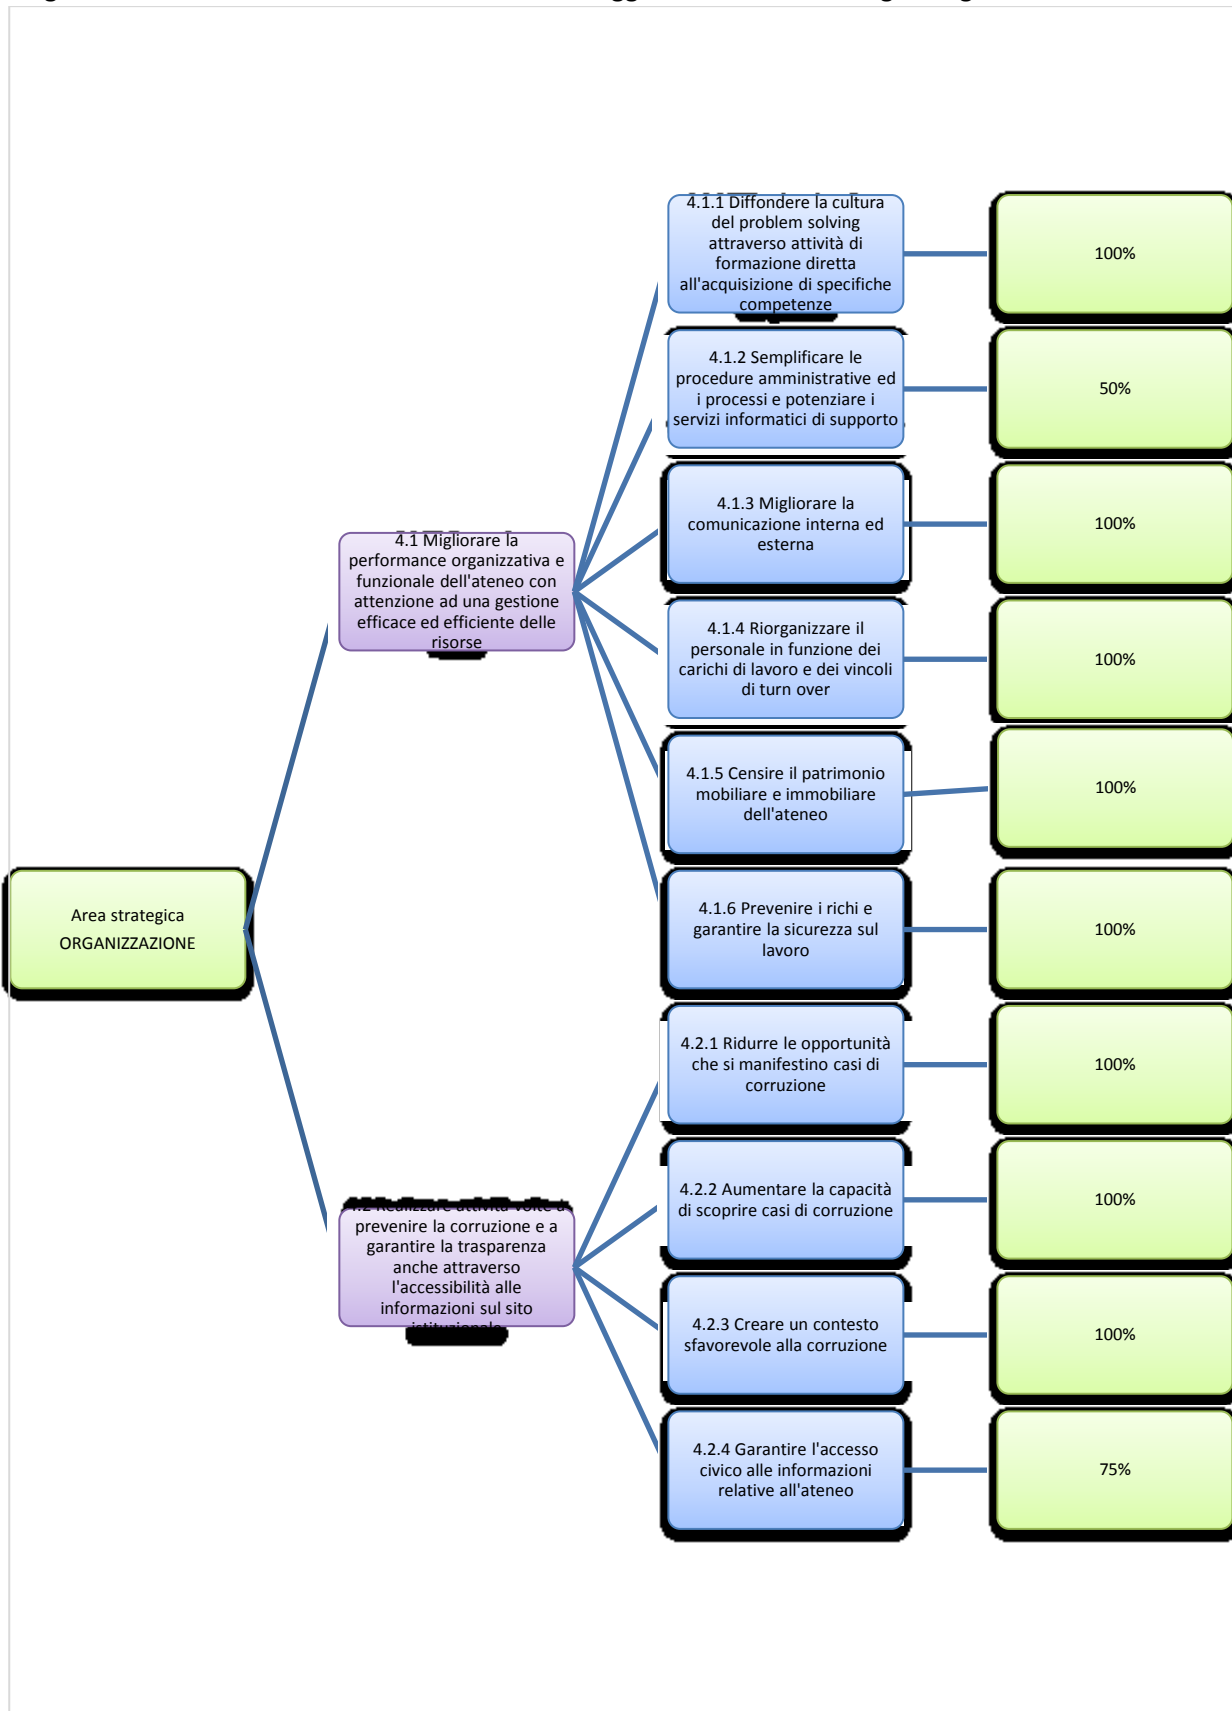 4.1.1 Diffondere la cultura
del problem solving
attraverso attività di
formazione diretta
all'acquisizione di specifiche
competenze
100%
4.1.2 Semplificare le
procedure amministrative ed
i processi e potenziare i
servizi informatici di supporto
50%
4.1.3 Migliorare la
comunicazione interna ed
esterna
100%
4.1 Migliorare la
performance organizzativa e
funzionale dell'ateneo con
attenzione ad una gestione
efficace ed efficiente delle
risorse
4.1.4 Riorganizzare il
personale in funzione dei
carichi di lavoro e dei vincoli
di turn over
100%
4.1.5 Censire il patrimonio
mobiliare e immobiliare
dell'ateneo
100%
Area strategica
ORGANIZZAZIONE
4.1.6 Prevenire i richi e
garantire la sicurezza sul
lavoro
100%
4.2.1 Ridurre le opportunità
che si manifestino casi di
corruzione
100%
4.2.2 Aumentare la capacità
di scoprire casi di corruzione
100%
4.2 Realizzare attività volte a
prevenire la corruzione e a
garantire la trasparenza
anche attraverso
l'accessibilità alle
informazioni sul sito
istituzionale
4.2.3 Creare un contesto
sfavorevole alla corruzione
100%
4.2.4 Garantire l'accesso
civico alle informazioni
relative all'ateneo
75%